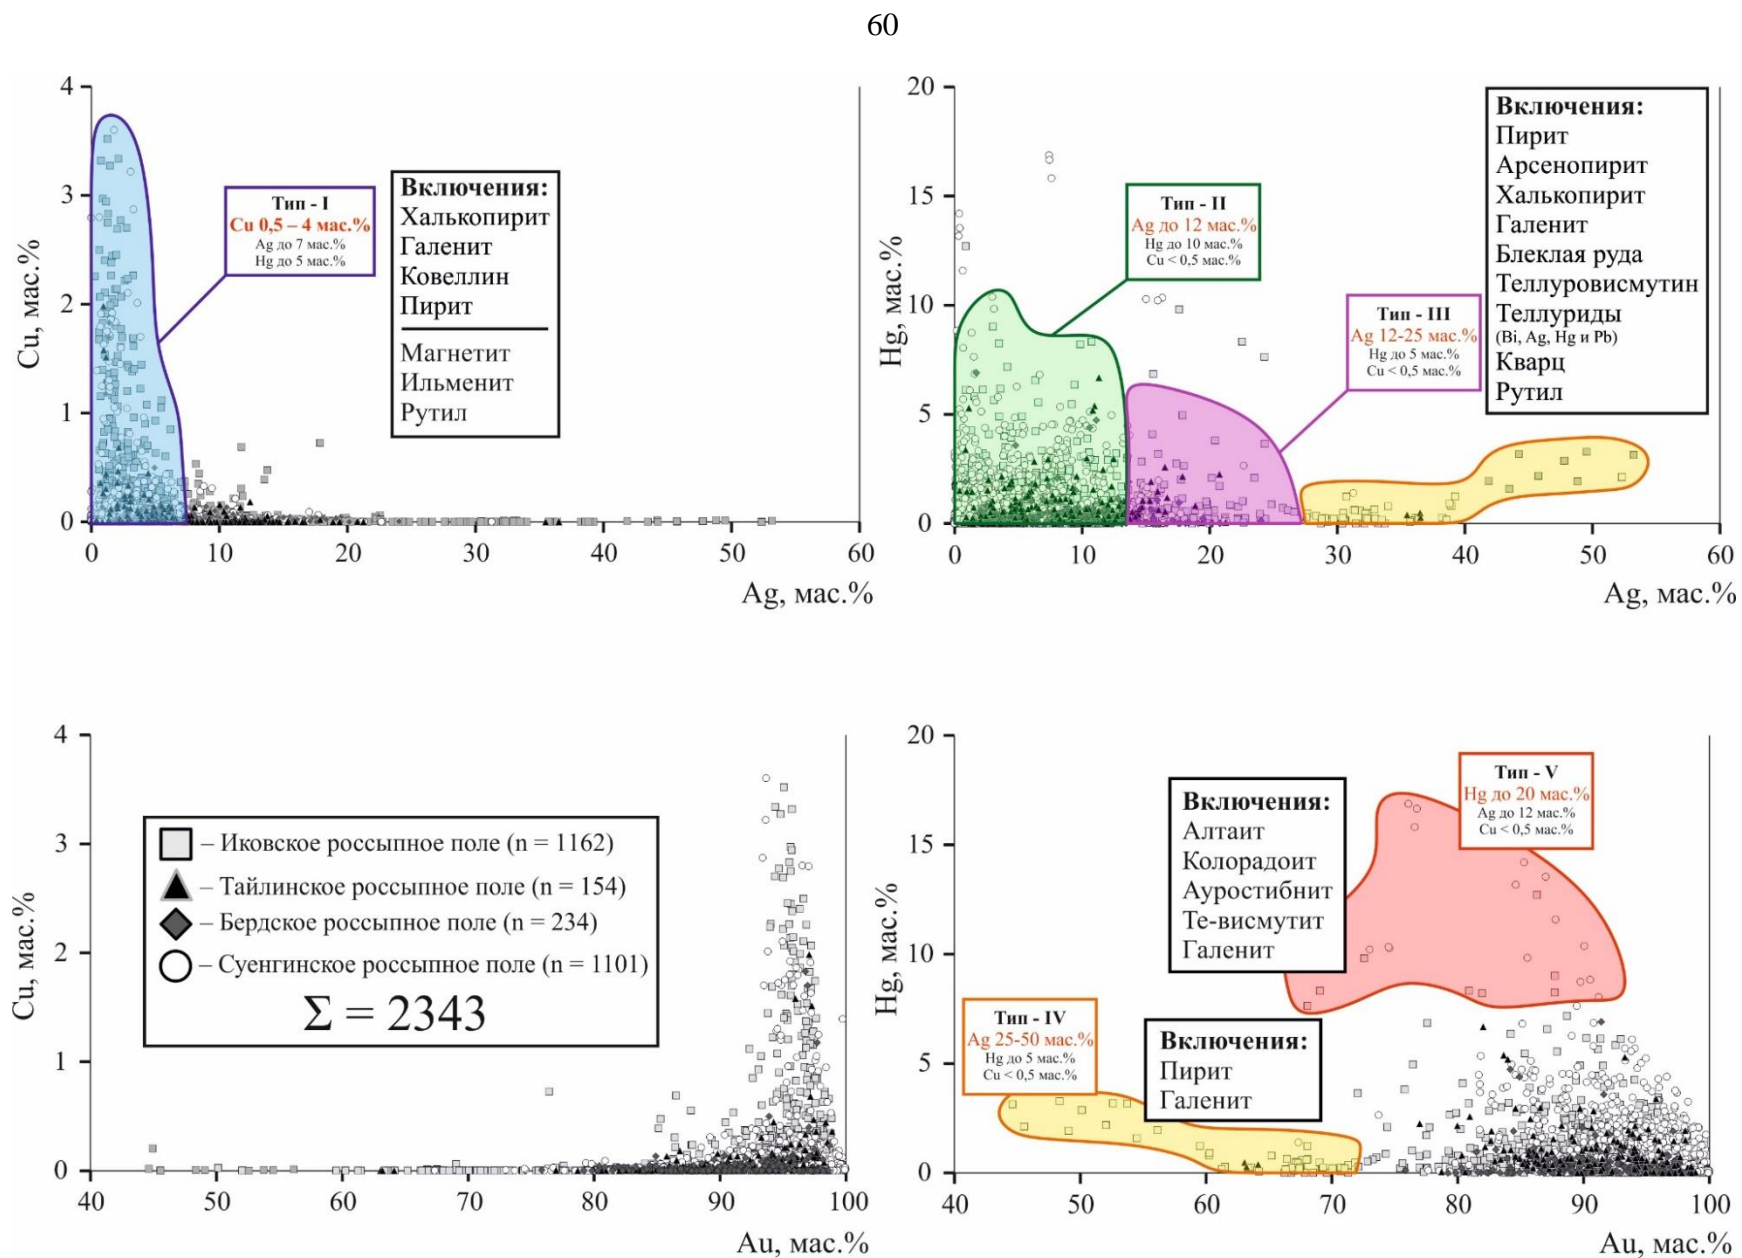 60
4
3
2
1
0
Cu, мас.%
0
10
20
30
40
50
60
Ag, мас.%
Тип - I
Cu 0,5 – 4 мас.%
Ag до 7 мас.%
Hg до 5 мас.%
Включения:
Халькопирит
Галенит
Ковеллин
Пирит
Магнетит
Ильменит
Рутил
20
15
10
5
0
Hg, мас.%
0
10
20
30
40
50
60
Ag, мас.%
Тип - II
Ag до 12 мас.%
Hg до 10 мас.%
Cu < 0,5 мас.%
Тип - III
Ag 12-25 мас.%
Hg до 5 мас.%
Cu < 0,5 мас.%
Включения:
Пирит
Арсенопирит
Халькопирит
Галенит
Блеклая руда
Теллуровисмутин
Теллуриды
(Bi, Ag, Hg и Pb)
Кварц
Рутил
4
3
2
1
0
Cu, мас.%
40
50
60
70
80
90
100
Au, мас.%
– Иковское россыпное поле (n = 1162)
– Тайлинское россыпное поле (n = 154)
– Бердское россыпное поле (n = 234)
– Суенгинское россыпное поле (n = 1101)
Σ = 2343
20
15
10
5
0
Hg, мас.%
40
50
60
70
80
90
100
Au, мас.%
Включения:
Алтаит
Колорадоит
Ауростибнит
Те-висмутит
Галенит
Тип - V
Hg до 20 мас.%
Ag до 12 мас.%
Cu < 0,5 мас.%
Тип - IV
Ag 25-50 мас.%
Hg до 5 мас.%
Cu < 0,5 мас.%
Включения:
Пирит
Галенит